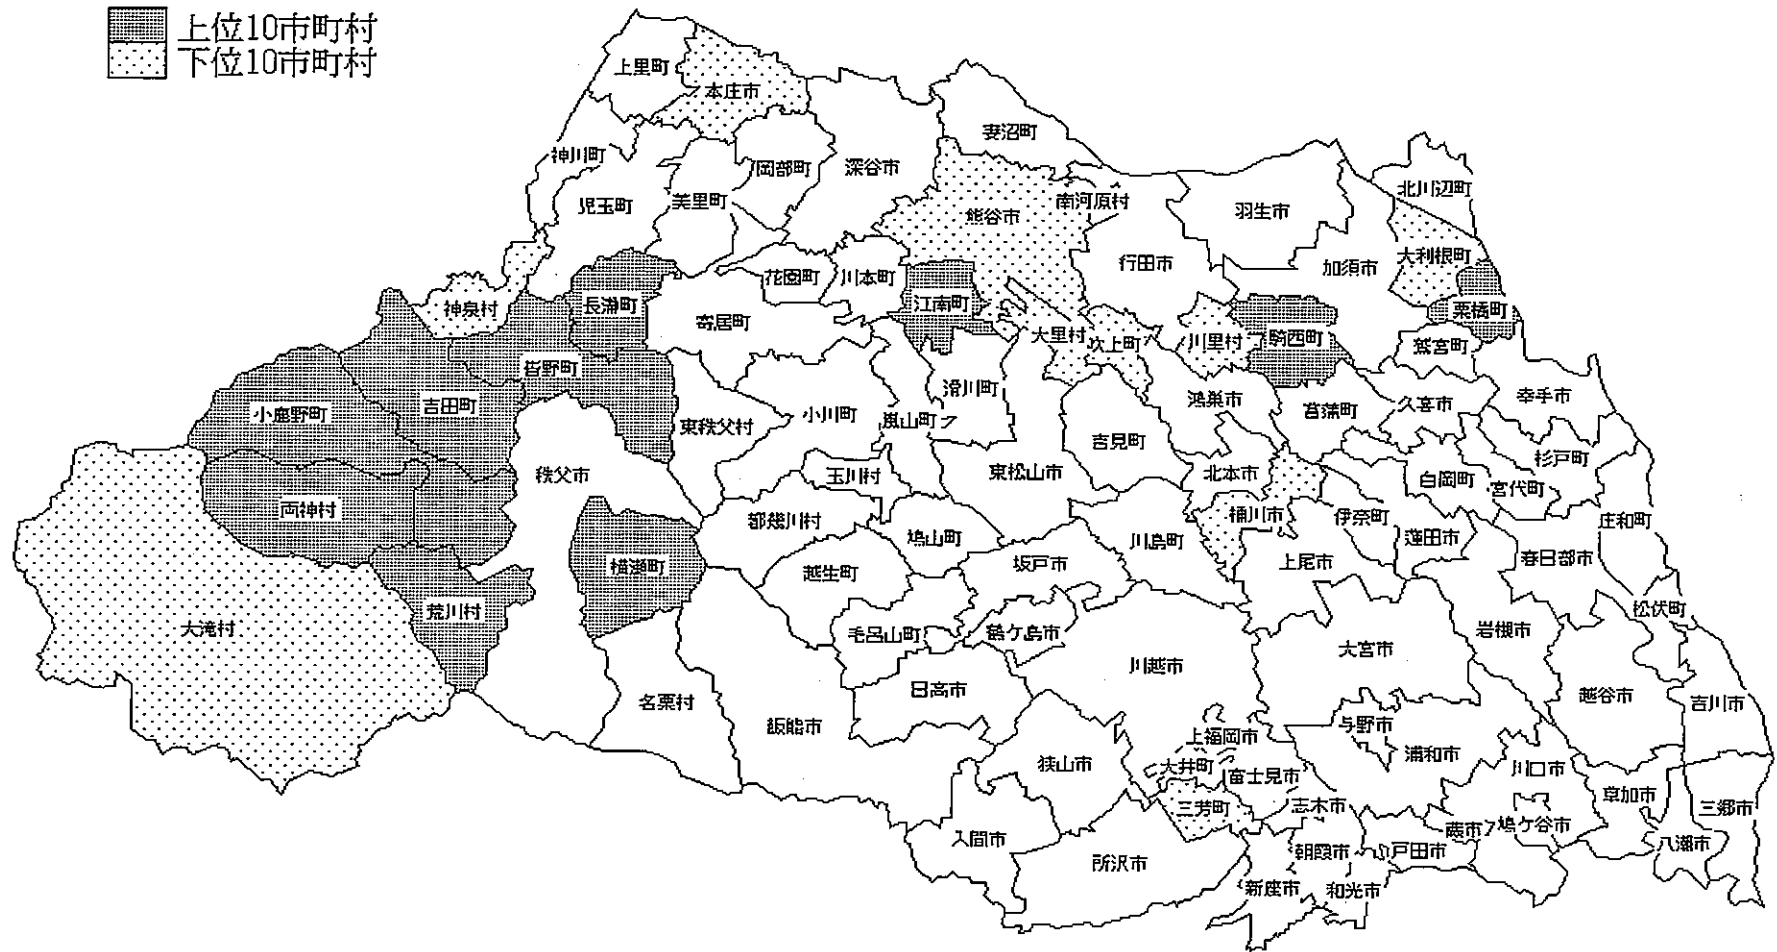 上位10市町村
下位10市町村
上里町
本庄市
妻沼町
神川町
岡部町
深谷市
北川辺町
児玉町
美里町
熊谷市
南河原村
羽生市
行田市
加須市
大利根町
長瀞町
花園町
川本町
江南町
神泉村
寄居町
栗橋町
大里村
吹上町
川里村
騎西町
鷲宮町
皆野町
滑川町
小鹿野町
吉田町
東秩父村
小川町
嵐山町
吉見町
鴻巣市
菖蒲町
久喜市
幸手市
秩父市
玉川村
東松山市
北本市
白岡町
宮代町
杉戸町
両神村
都幾川村
鳩山町
川島町
桶川市
伊奈町
蓮田市
庄和町
横瀬町
越生町
坂戸市
上尾市
春日部市
荒川村
大滝村
毛呂山町
鶴ケ島市
岩槻市
松伏町
川越市
大宮市
名栗村
日高市
越谷市
吉川市
飯能市
上福岡市
与野市
浦和市
狭山市
大井町
富士見市
川口市
三芳町
志木市
草加市
三郷市
入間市
蕨市
鳩ケ谷市
所沢市
朝霞市
戸田市
八潮市
新座市
和光市